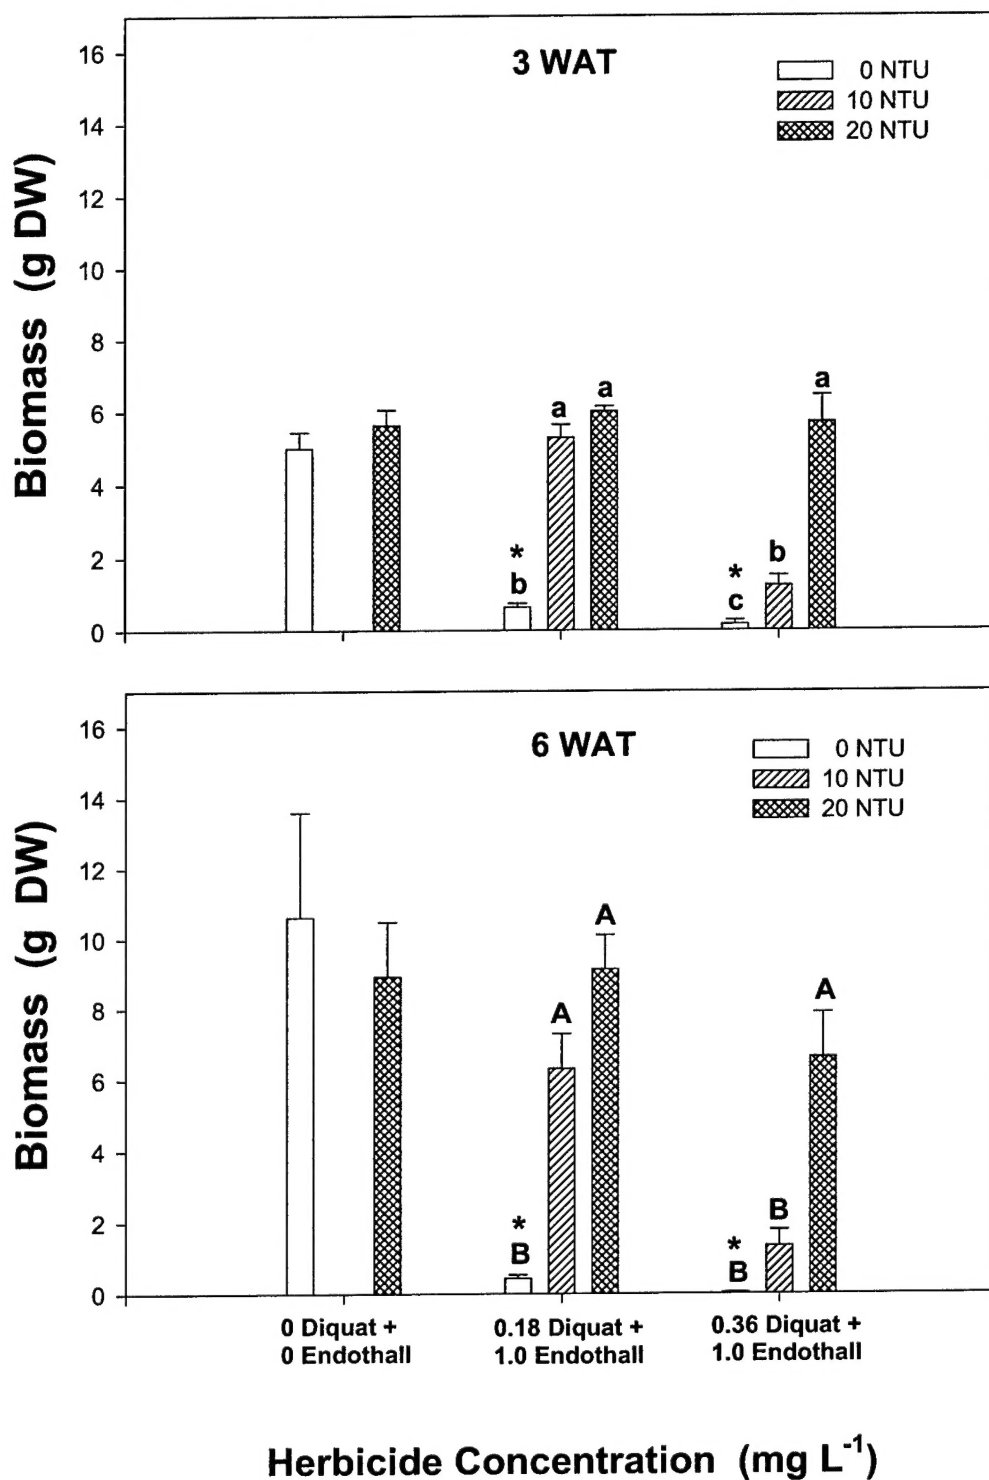 3 WAT
0 NTU
10 NTU
20 NTU
16
14
12
10
8
6
4
2
0
Biomass (g DW)
*
b
a
a
*
c
b
a
6 WAT
0 NTU
10 NTU
20 NTU
16
14
12
10
8
6
4
2
0
Biomass (g DW)
*
B
A
A
*
B
B
A
0 Diquat +
0 Endothall
0.18 Diquat +
1.0 Endothall
0.36 Diquat +
1.0 Endothall
Herbicide Concentration (mg L⁻¹)